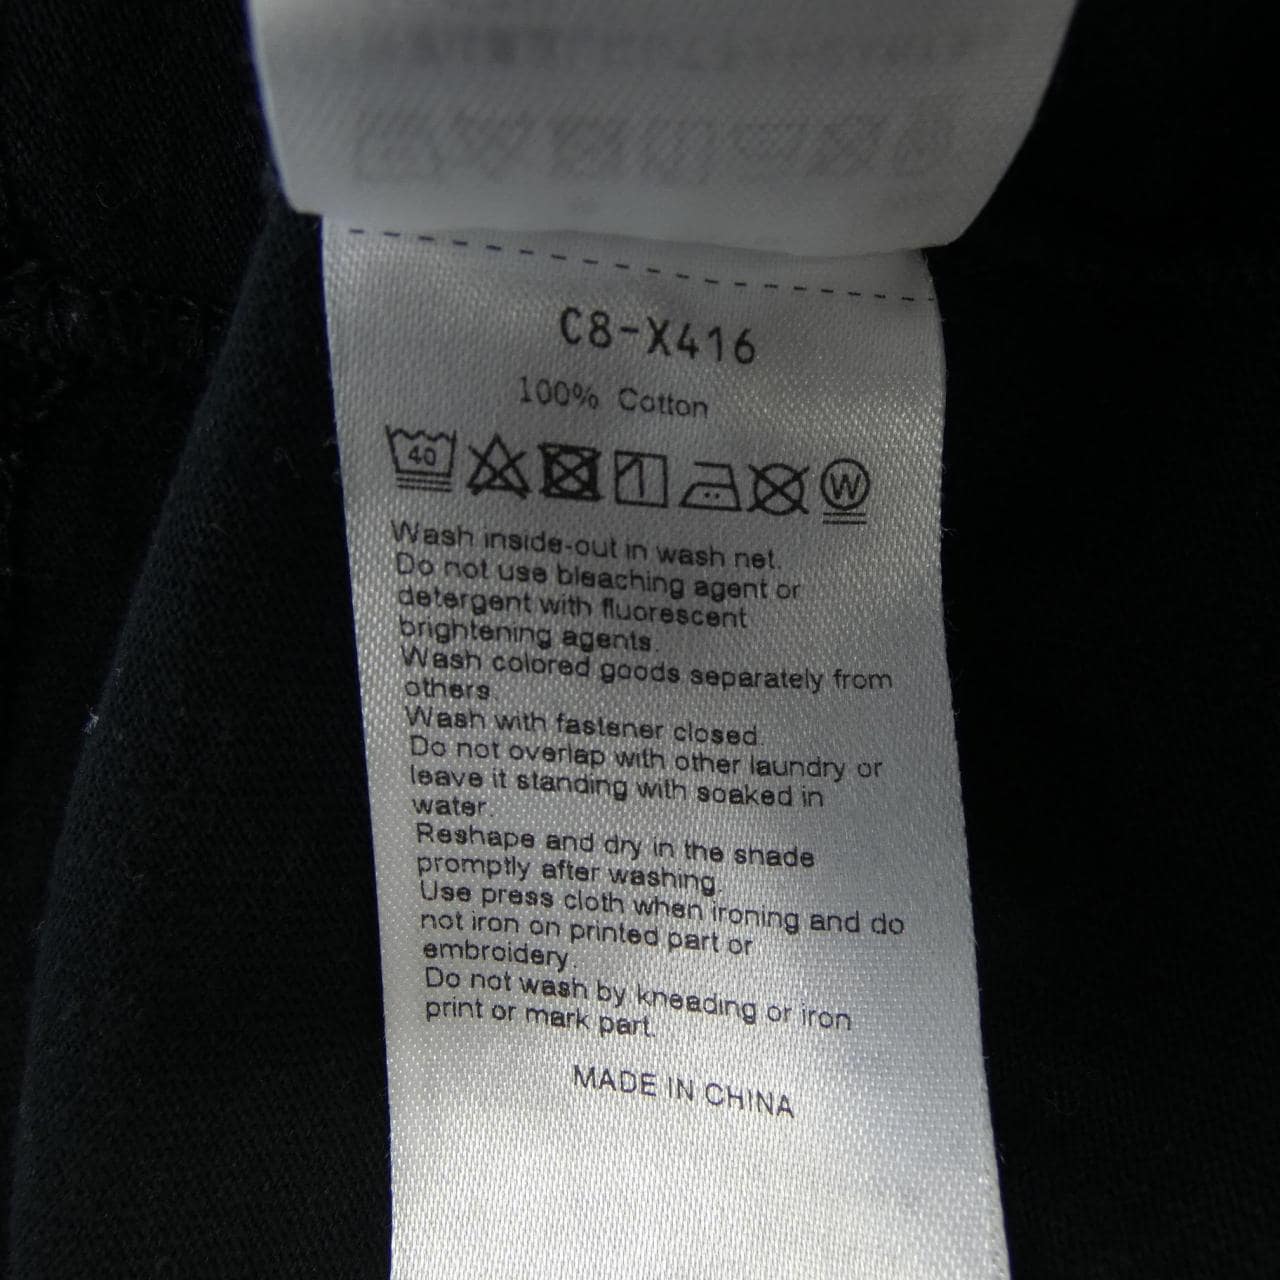 C8-X416
100% Cotton
40
W
Wash inside-out in wash net.
Do not use bleaching agent or
detergent with fluorescent
brightening agents.
Wash colored goods separately from
others.
Wash with fastener closed.
Do not overlap with other laundry or
leave it standing with soaked in
water.
Reshape and dry in the shade
promptly after washing.
Use press cloth when ironing and do
not iron on printed part or
embroidery.
Do not wash by kneading or iron
print or mark part.
MADE IN CHINA